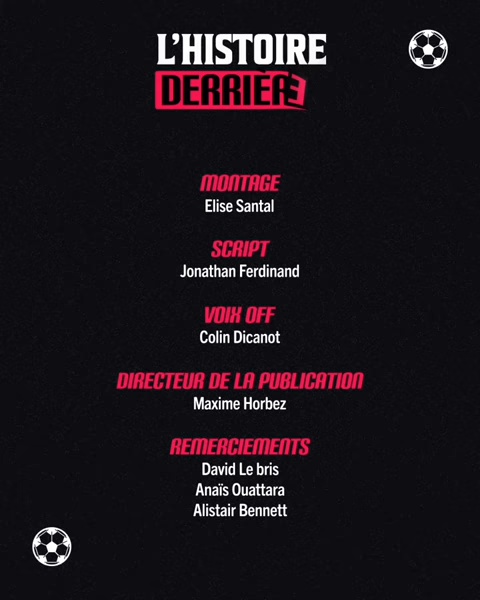 L'HISTOIRE
DERRIÈRE
MONTAGE
Elise Santal
SCRIPT
Jonathan Ferdinand
VOIX OFF
Colin Dicanot
DIRECTEUR DE LA PUBLICATION
Maxime Horbez
REMERCIEMENTS
David Le bris
Anaïs Ouattara
Alistair Bennett